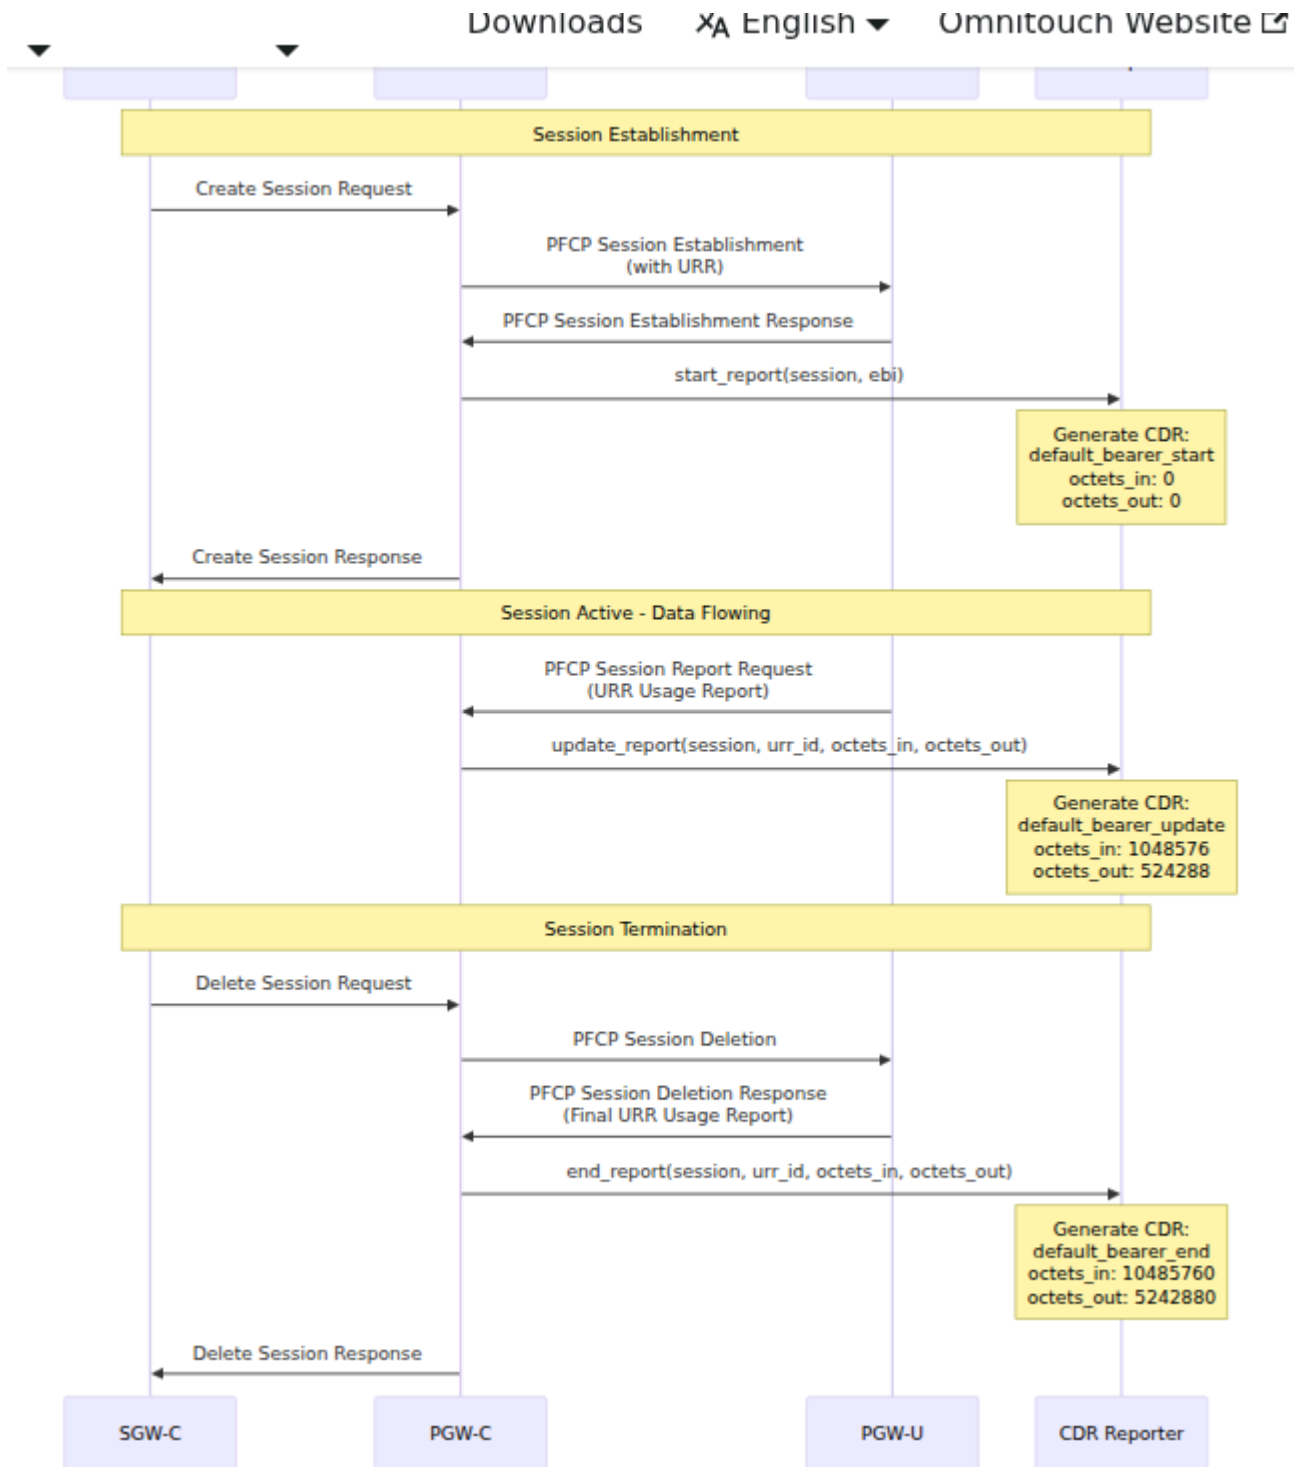 Downloads
English
Omnitouch Website
Session Establishment
Create Session Request
PFCP Session Establishment
(with URR)
PFCP Session Establishment Response
start_report(session, ebi)
Generate CDR:
default_bearer_start
octets_in: 0
octets_out: 0
Create Session Response
Session Active - Data Flowing
PFCP Session Report Request
(URR Usage Report)
update_report(session, urr_id, octets_in, octets_out)
Generate CDR:
default_bearer_update
octets_in: 1048576
octets_out: 524288
Session Termination
Delete Session Request
PFCP Session Deletion
PFCP Session Deletion Response
(Final URR Usage Report)
end_report(session, urr_id, octets_in, octets_out)
Generate CDR:
default_bearer_end
octets_in: 10485760
octets_out: 5242880
Delete Session Response
SGW-C
PGW-C
PGW-U
CDR Reporter